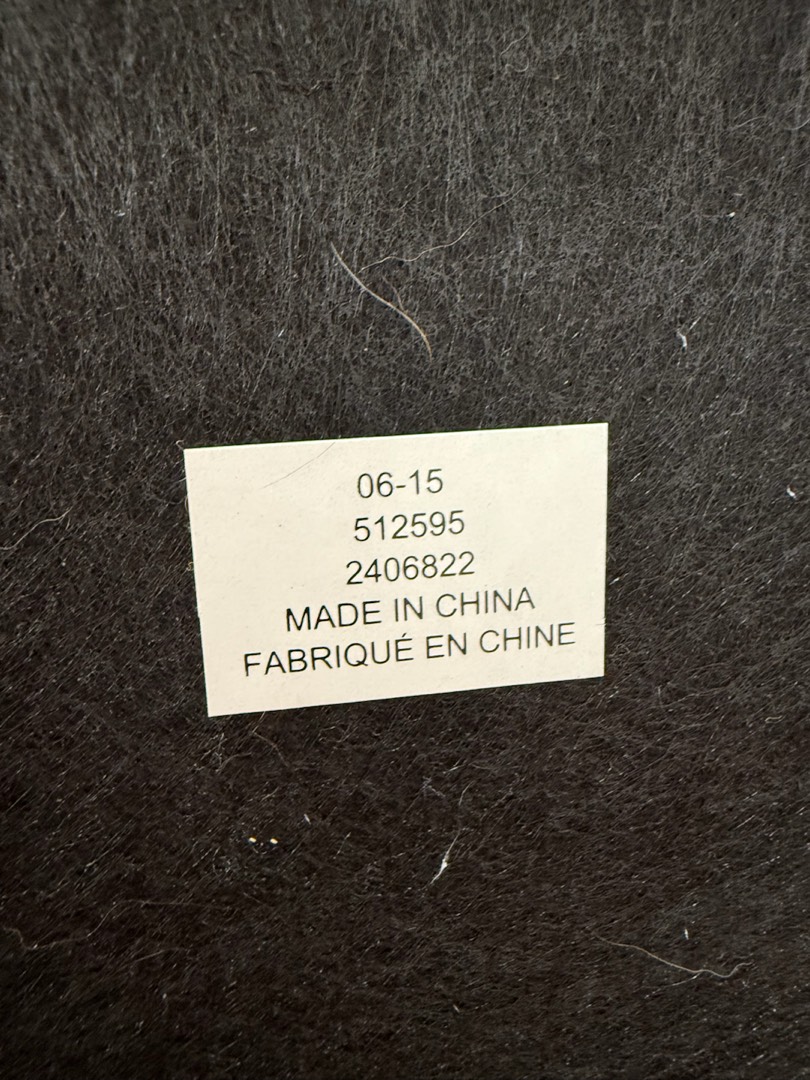 06-15
512595
2406822
MADE IN CHINA
FABRIQUÉ EN CHINE